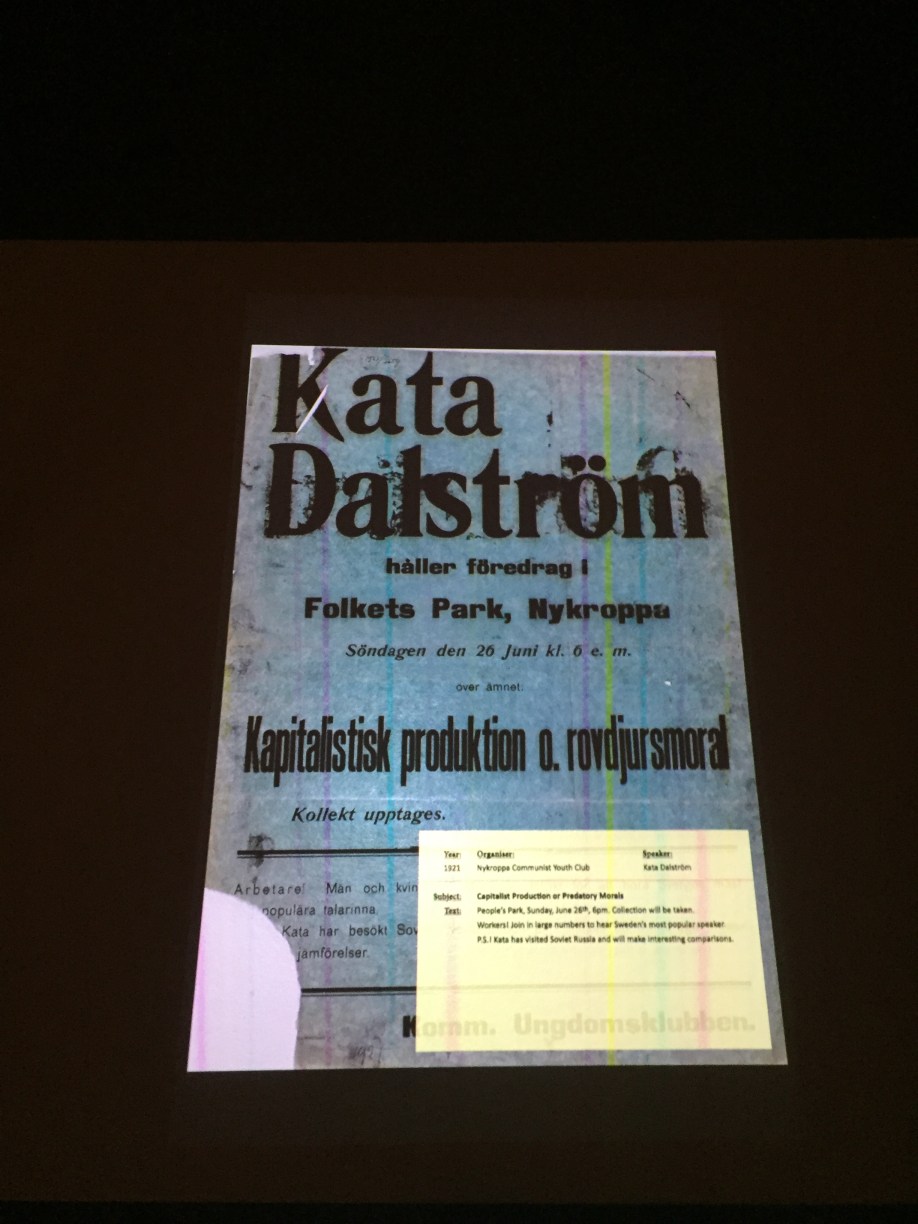 Kata
Dalström
håller föredrag i
Folkets Park, Nykroppa
Söndagen den 26 Juni kl. 6 e. m.
over ämnet:
Kapitalistisk produktion o. rovdjursmoral
Kollekt upptages.
Arbetare! Män och kvin
populära talarinna.
Kata har besökt Sov
jämförelser.
Komm. Ungdomsklubben.
Year: Organiser: Speaker:
1921 Nykroppa Communist Youth Club Kata Dalström
Subject: Capitalist Production or Predatory Morals
Text: People's Park, Sunday, June 26th, 6pm. Collection will be taken.
Workers! Join in large numbers to hear Sweden's most popular speaker.
P.S.! Kata has visited Soviet Russia and will make interesting comparisons.